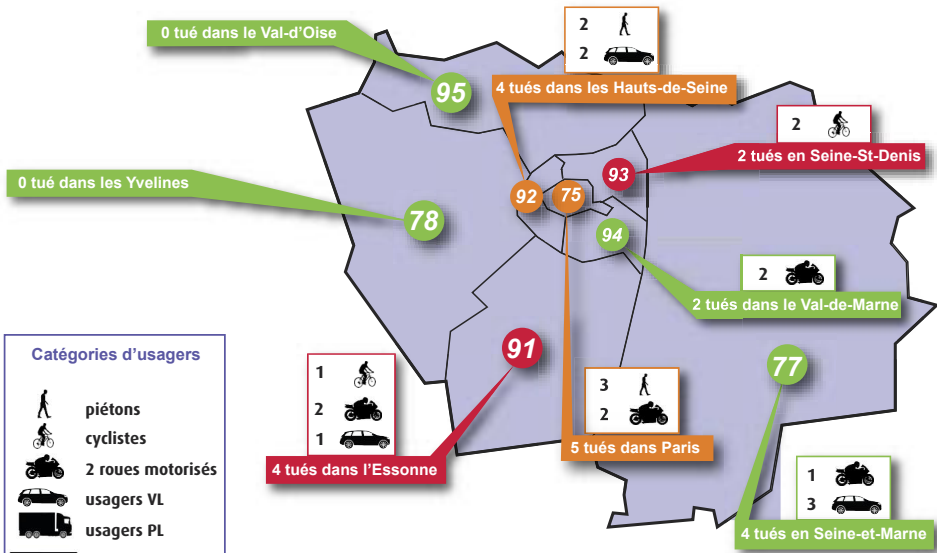 0 tué dans le Val-d'Oise
95
2
2
4 tués dans les Hauts-de-Seine
2
2 tués en Seine-St-Denis
93
0 tué dans les Yvelines
92
75
78
94
2
2 tués dans le Val-de-Marne
91
77
1
2
1
4 tués dans l'Essonne
3
2
5 tués dans Paris
1
3
4 tués en Seine-et-Marne
Catégories d'usagers
piétons
cyclistes
2 roues motorisés
usagers VL
usagers PL